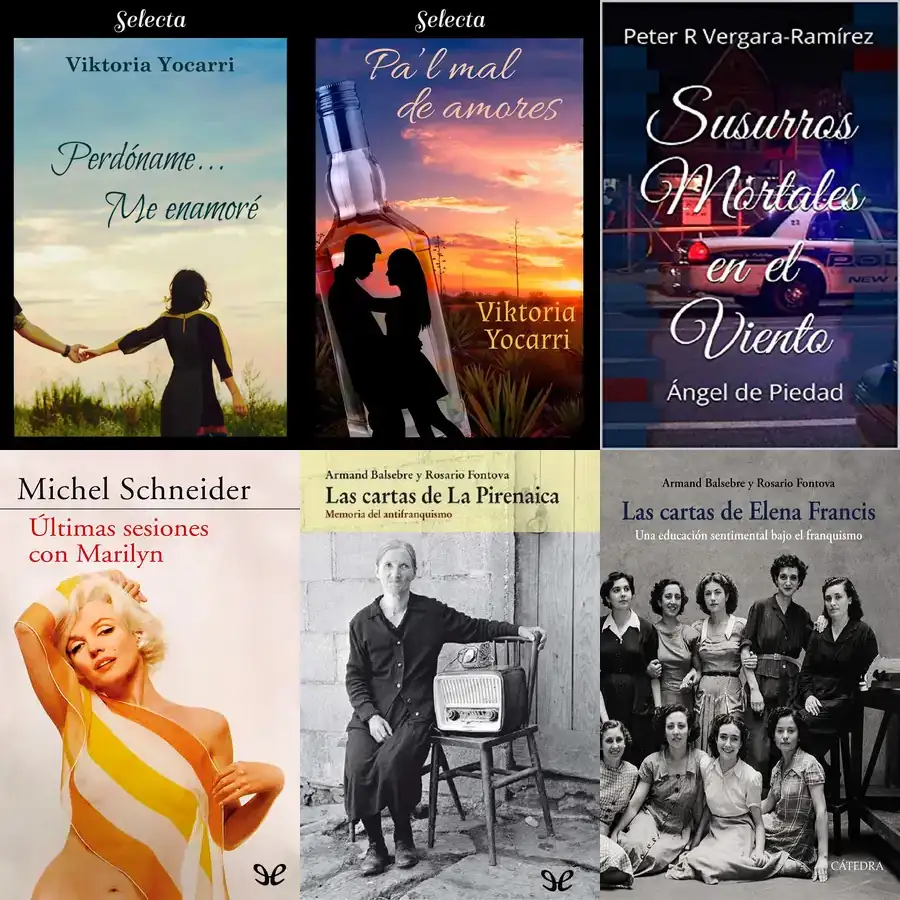 Selecta
Viktoria Yocarri
Perdóname...
Me enamoré
Selecta
Pa'l mal
de amores
Viktoria
Yocarri
Peter R Vergara-Ramírez
Susurros
Mortales
en el
Viento
Ángel de Piedad
Michel Schneider
Últimas sesiones
con Marilyn
Armand Balsebre y Rosario Fontova
Las cartas de La Pirenaica
Memoria del antifranquismo
Armand Balsebre y Rosario Fontova
Las cartas de Elena Francis
Una educación sentimental bajo el franquismo
CÁTEDRA